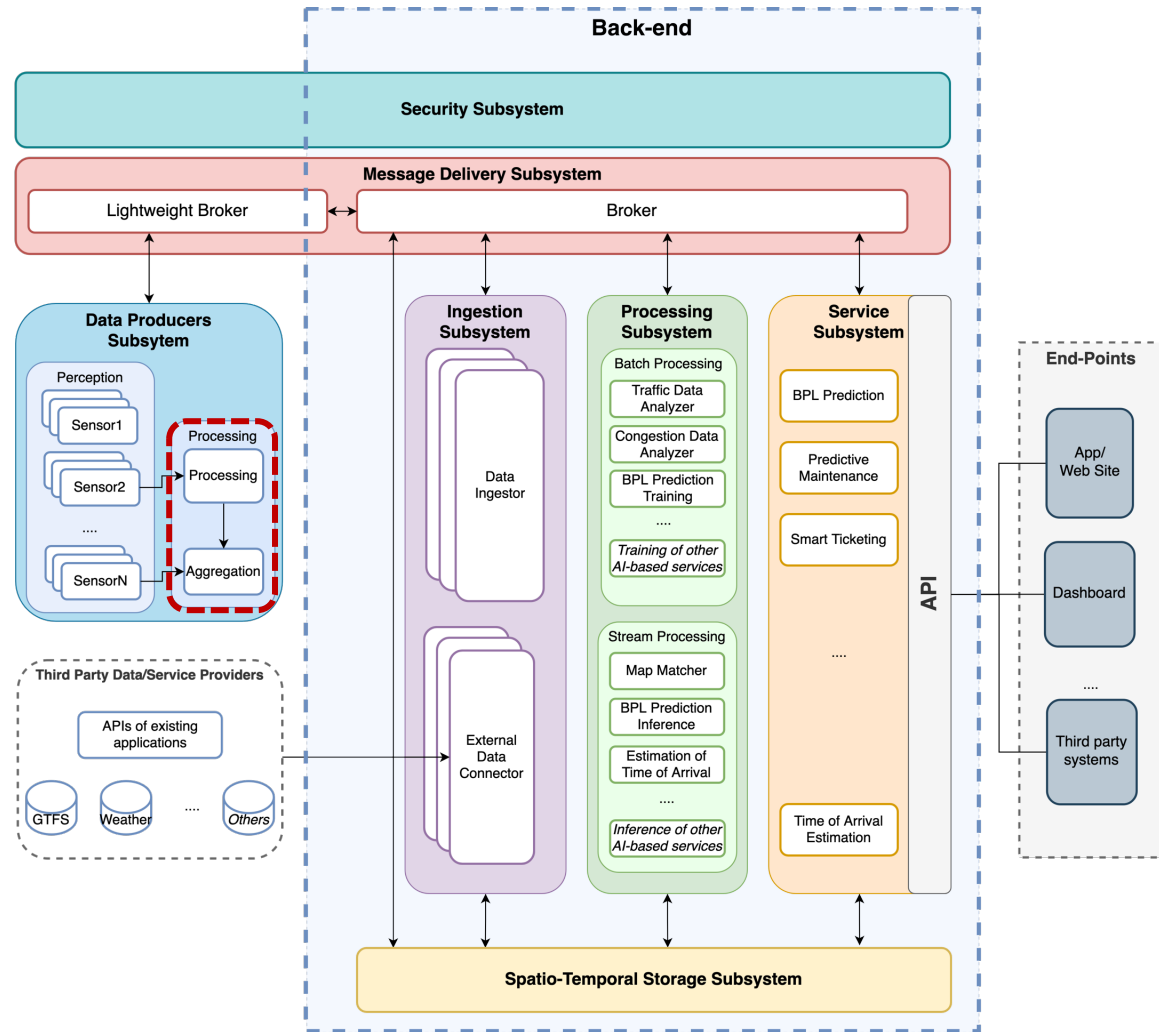 Back-end
Security Subsystem
Message Delivery Subsystem
Lightweight Broker
Broker
Data Producers
Subsytem
Perception
Sensor1
Sensor2
....
SensorN
Processing
Processing
Aggregation
Third Party Data/Service Providers
APIs of existing
applications
GTFS
Weather
....
Others
Ingestion
Subsystem
Data
Ingestor
External
Data
Connector
Processing
Subsystem
Batch Processing
Traffic Data
Analyzer
Congestion Data
Analyzer
BPL Prediction
Training
....
Training of other
AI-based services
Stream Processing
Map Matcher
BPL Prediction
Inference
Estimation of
Time of Arrival
....
Inference of other
AI-based services
Service
Subsystem
BPL Prediction
Predictive
Maintenance
Smart Ticketing
....
Time of Arrival
Estimation
API
End-Points
App/
Web Site
Dashboard
....
Third party
systems
Spatio-Temporal Storage Subsystem